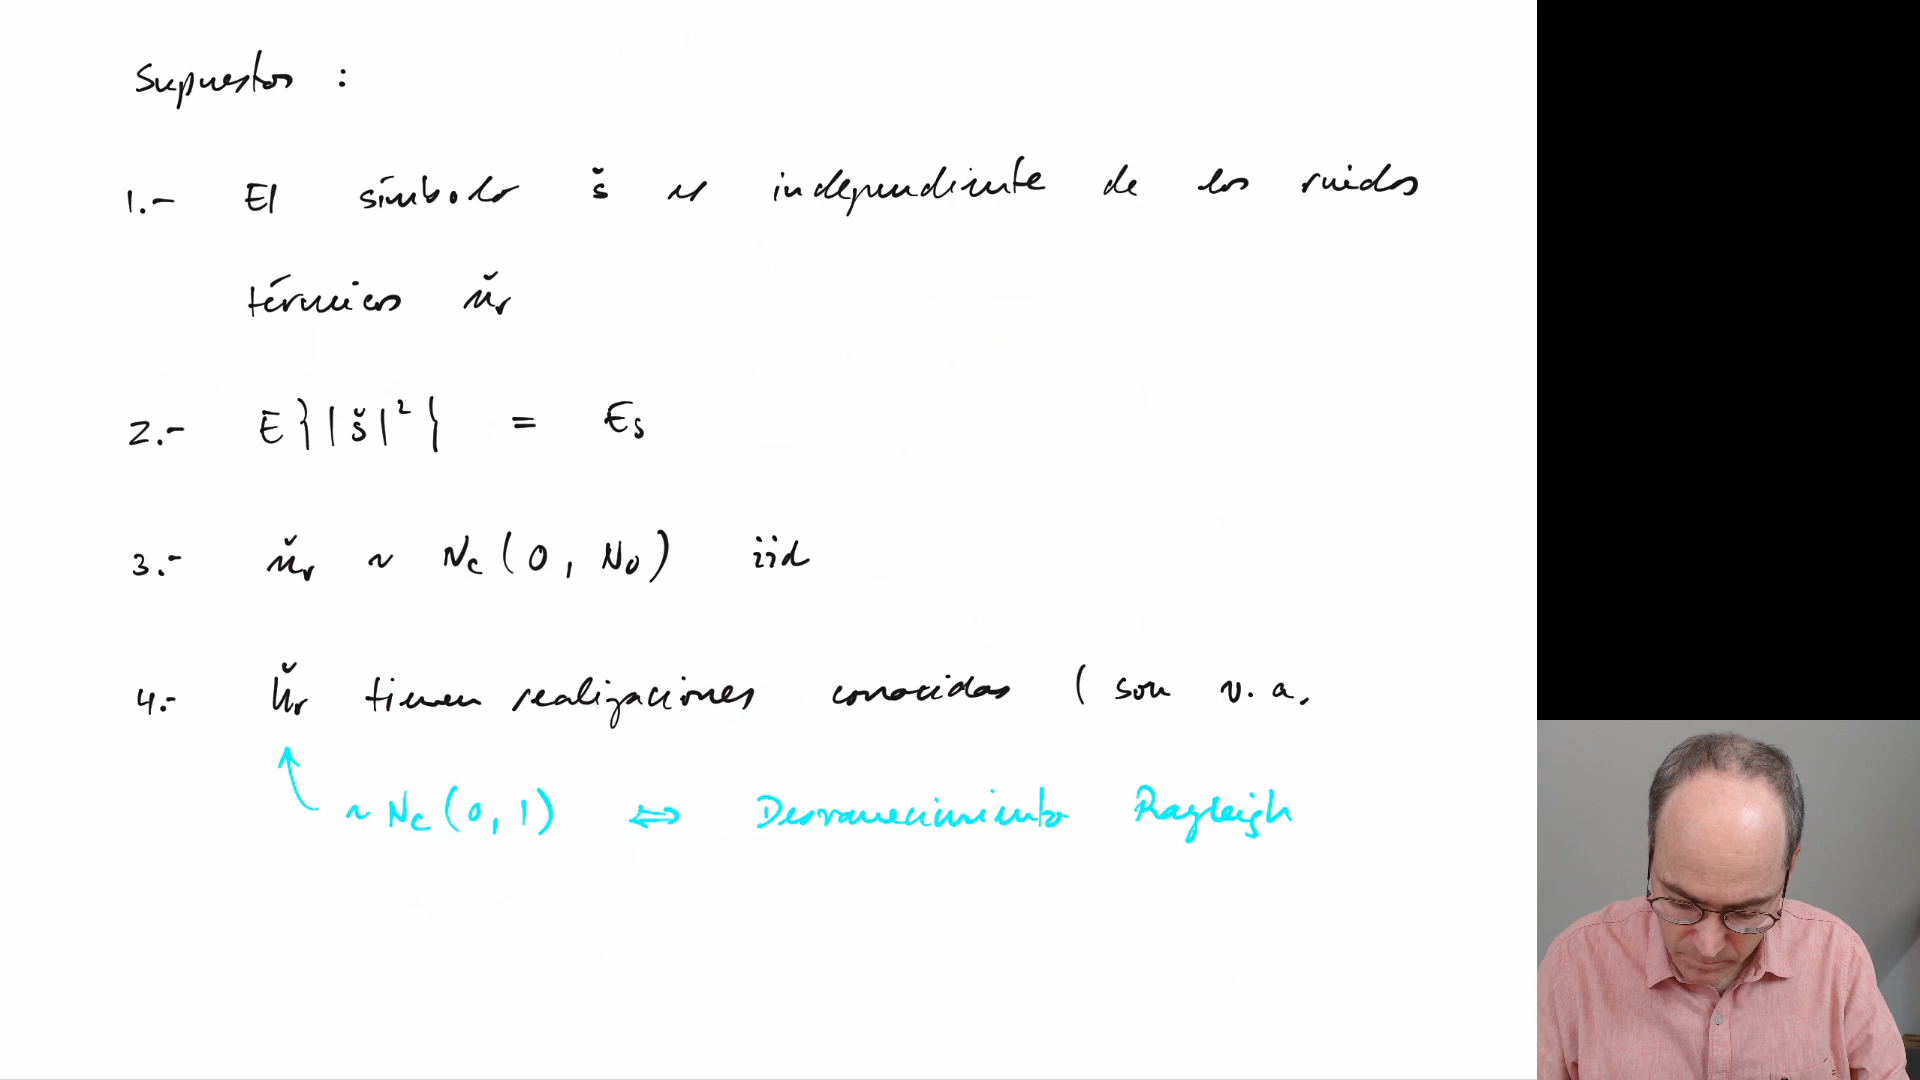 Supuestos :
1.- El símbolo š es independiente de los ruidos
térmicos ňr
2.- E{|š|²} = Es
3.- ňr ~ Nc(0, N0) iid
4.- ȟr tienen realizaciones conocidas (son v.a.
~ Nc(0,1) ⇔ Desvanecimiento Rayleigh